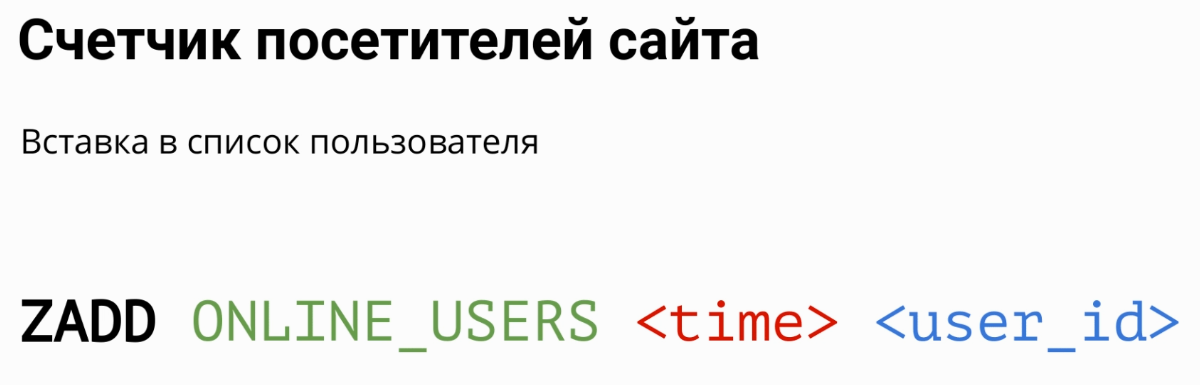 Счетчик посетителей сайта
Вставка в список пользователя
ZADD ONLINE_USERS <time> <user_id>